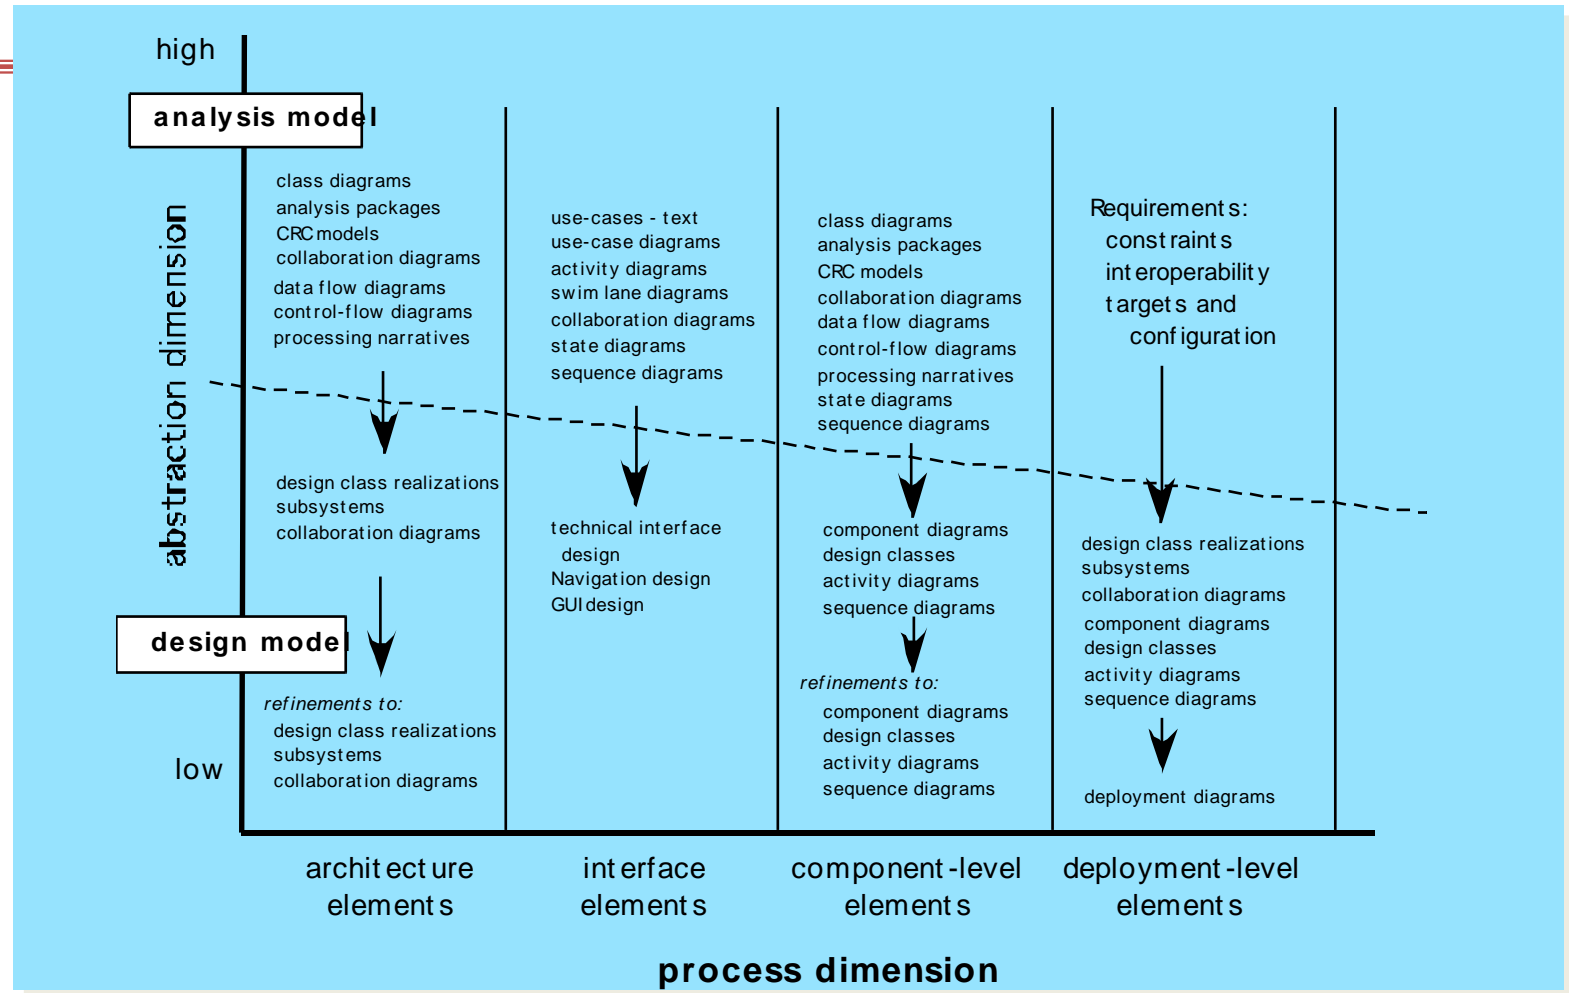 high
analysis model
abstraction dimension
design model
low
class diagrams
analysis packages
CRC models
collaboration diagrams
data flow diagrams
control-flow diagrams
processing narratives
design class realizations
subsystems
collaboration diagrams
refinements to:
design class realizations
subsystems
collaboration diagrams
use-cases - text
use-case diagrams
activity diagrams
swim lane diagrams
collaboration diagrams
state diagrams
sequence diagrams
technical interface
design
Navigation design
GUI design
class diagrams
analysis packages
CRC models
collaboration diagrams
data flow diagrams
control-flow diagrams
processing narratives
state diagrams
sequence diagrams
component diagrams
design classes
activity diagrams
sequence diagrams
refinements to:
component diagrams
design classes
activity diagrams
sequence diagrams
Requirements:
constraints
interoperability
targets and
configuration
design class realizations
subsystems
collaboration diagrams
component diagrams
design classes
activity diagrams
sequence diagrams
deployment diagrams
architecture
elements
interface
elements
component-level
elements
deployment-level
elements
process dimension